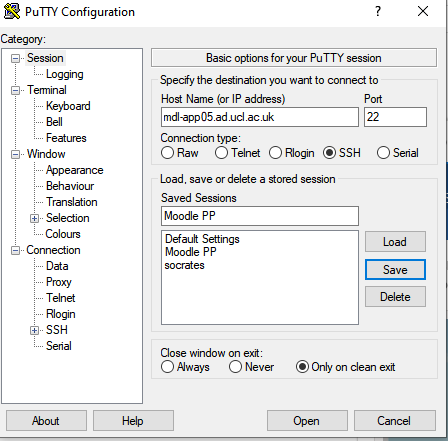 PuTTY Configuration
?
Category:
Session
Logging
Terminal
Keyboard
Bell
Features
Window
Appearance
Behaviour
Translation
Selection
Colours
Connection
Data
Proxy
Telnet
Rlogin
SSH
Serial
Basic options for your PuTTY session
Specify the destination you want to connect to
Host Name (or IP address) Port
mdl-app05.ad.ucl.ac.uk 22
Connection type:
Raw Telnet Rlogin SSH Serial
Load, save or delete a stored session
Saved Sessions
Moodle PP
Default Settings
Moodle PP
socrates
Load
Save
Delete
Close window on exit:
Always Never Only on clean exit
About Help Open Cancel